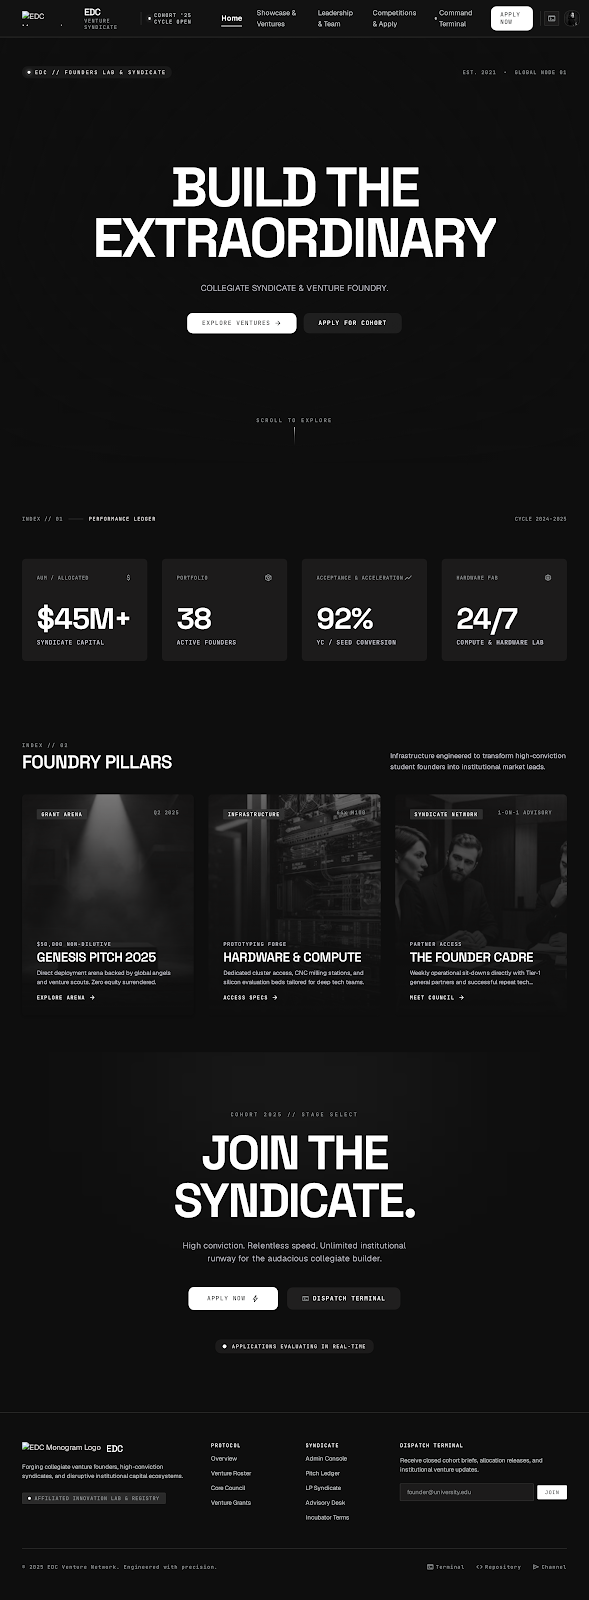 EDC
EDC
VENTURE
SYNDICATE
COHORT '25
CYCLE OPEN
Home
Showcase &
Ventures
Leadership
& Team
Competitions
& Apply
Command
Terminal
APPLY
NOW
EDC // FOUNDERS LAB & SYNDICATE
EST. 2021 • GLOBAL NODE 01
BUILD THE
EXTRAORDINARY
COLLEGIATE SYNDICATE & VENTURE FOUNDRY.
EXPLORE VENTURES →
APPLY FOR COHORT
SCROLL TO EXPLORE
INDEX // 01
PERFORMANCE LEDGER
CYCLE 2024-2025
AUM / ALLOCATED
$
$45M+
SYNDICATE CAPITAL
PORTFOLIO
38
ACTIVE FOUNDERS
ACCEPTANCE & ACCELERATION
92%
YC / SEED CONVERSION
HARDWARE FAB
24/7
COMPUTE & HARDWARE LAB
INDEX // 02
FOUNDRY PILLARS
Infrastructure engineered to transform high-conviction
student founders into institutional market leads.
GRANT ARENA
Q2 2025
$50,000 NON-DILUTIVE
GENESIS PITCH 2025
Direct deployment arena backed by global angels
and venture scouts. Zero equity surrendered.
EXPLORE ARENA →
INFRASTRUCTURE
H100
PROTOTYPING FORGE
HARDWARE & COMPUTE
Dedicated cluster access, CNC milling stations, and
silicon evaluation beds tailored for deep tech teams.
ACCESS SPECS →
SYNDICATE NETWORK
1-ON-1 ADVISORY
PARTNER ACCESS
THE FOUNDER CADRE
Weekly operational sit-downs directly with Tier-1
general partners and successful repeat tech...
MEET COUNCIL →
COHORT 2025 // STAGE SELECT
JOIN THE
SYNDICATE.
High conviction. Relentless speed. Unlimited institutional
runway for the audacious collegiate builder.
APPLY NOW
DISPATCH TERMINAL
APPLICATIONS EVALUATING IN REAL-TIME
EDC Monogram Logo
EDC
Forging collegiate venture founders, high-conviction
syndicates, and disruptive institutional capital ecosystems.
AFFILIATED INNOVATION LAB & REGISTRY
PROTOCOL
Overview
Venture Roster
Core Council
Venture Grants
SYNDICATE
Admin Console
Pitch Ledger
LP Syndicate
Advisory Desk
Incubator Terms
DISPATCH TERMINAL
Receive closed cohort briefs, allocation releases, and
institutional venture updates.
founder@university.edu
JOIN
© 2025 EDC Venture Network. Engineered with precision.
Terminal
Repository
Channel